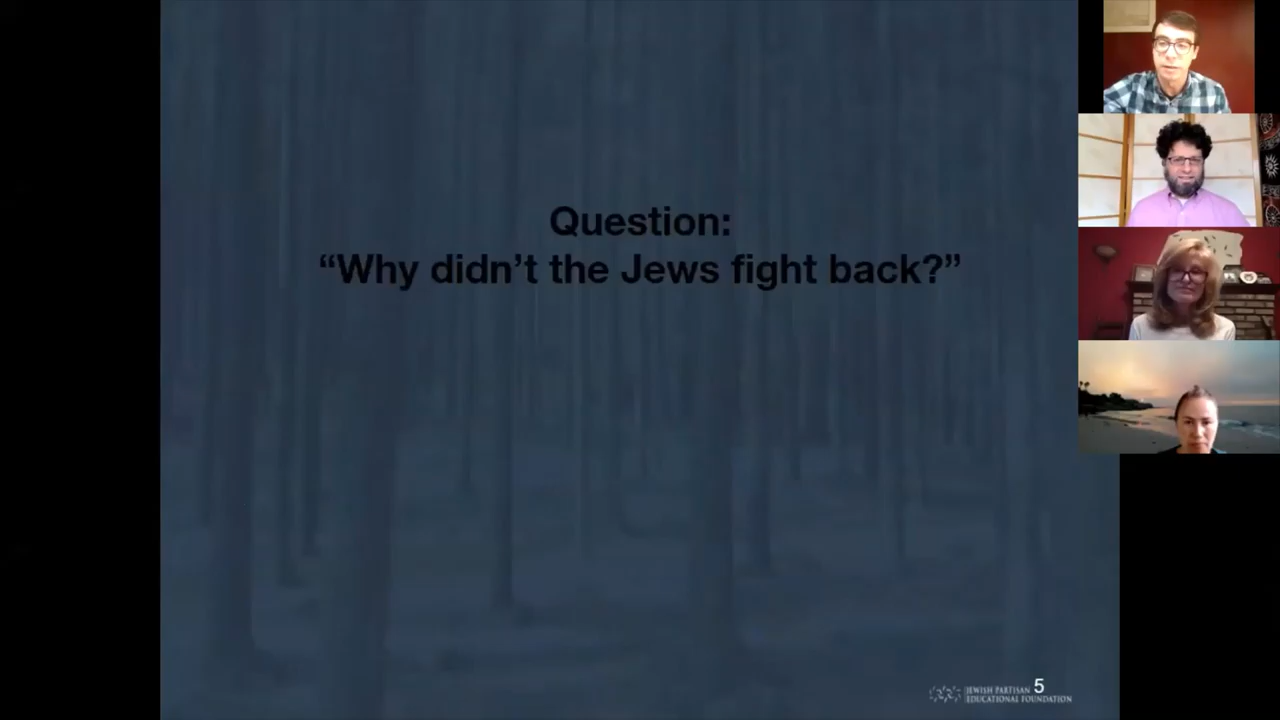 Question:
“Why didn’t the Jews fight back?”
5
JEWISH PARTISAN
EDUCATIONAL FOUNDATION